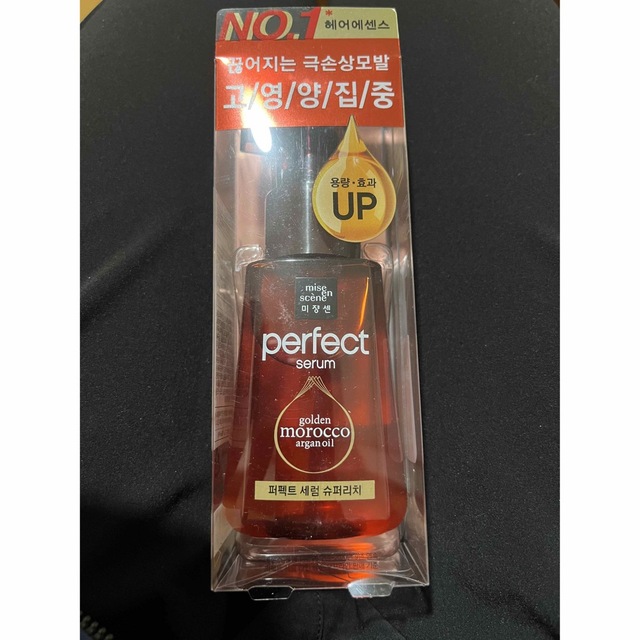 NO.1* 헤어에센스
끊어지는 극손상모발
고/영/양/집/중
용량·효과
UP
mise
en
scène
미쟝센
perfect
serum
golden
morocco
argan oil
퍼펙트 세럼 슈퍼리치